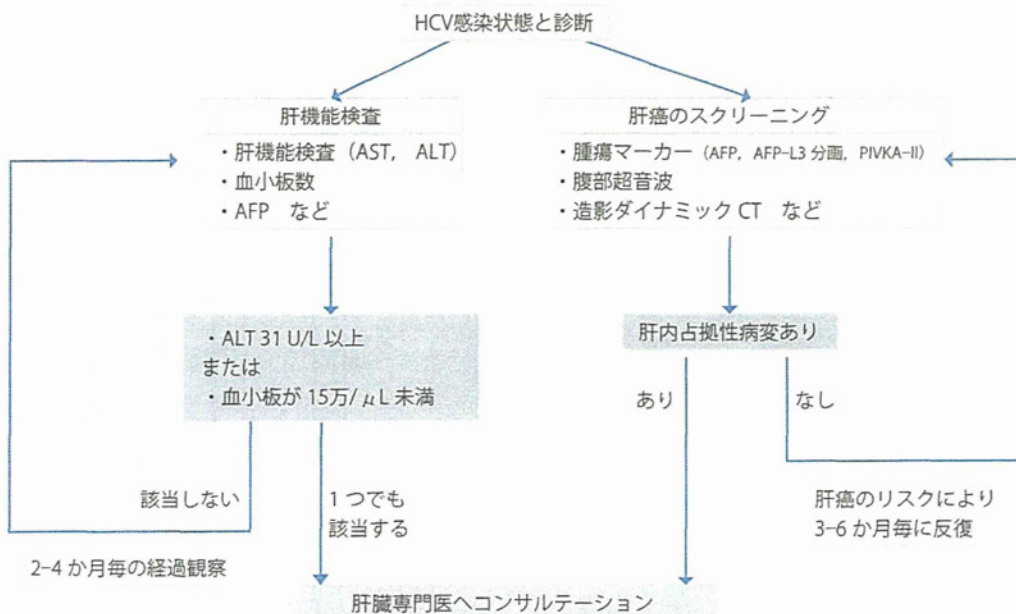 HCV感染状態と診断
肝機能検査
・肝機能検査（AST, ALT）
・血小板数
・AFP など
肝癌のスクリーニング
・腫瘍マーカー（AFP, AFP-L3 分画, PIVKA-II）
・腹部超音波
・造影ダイナミック CT など
・ALT 31 U/L 以上
または
・血小板が 15万/μL 未満
肝内占拠性病変あり
該当しない
1 つでも
該当する
2-4 か月毎の経過観察
あり
なし
肝癌のリスクにより
3-6 か月毎に反復
肝臓専門医へコンサルテーション